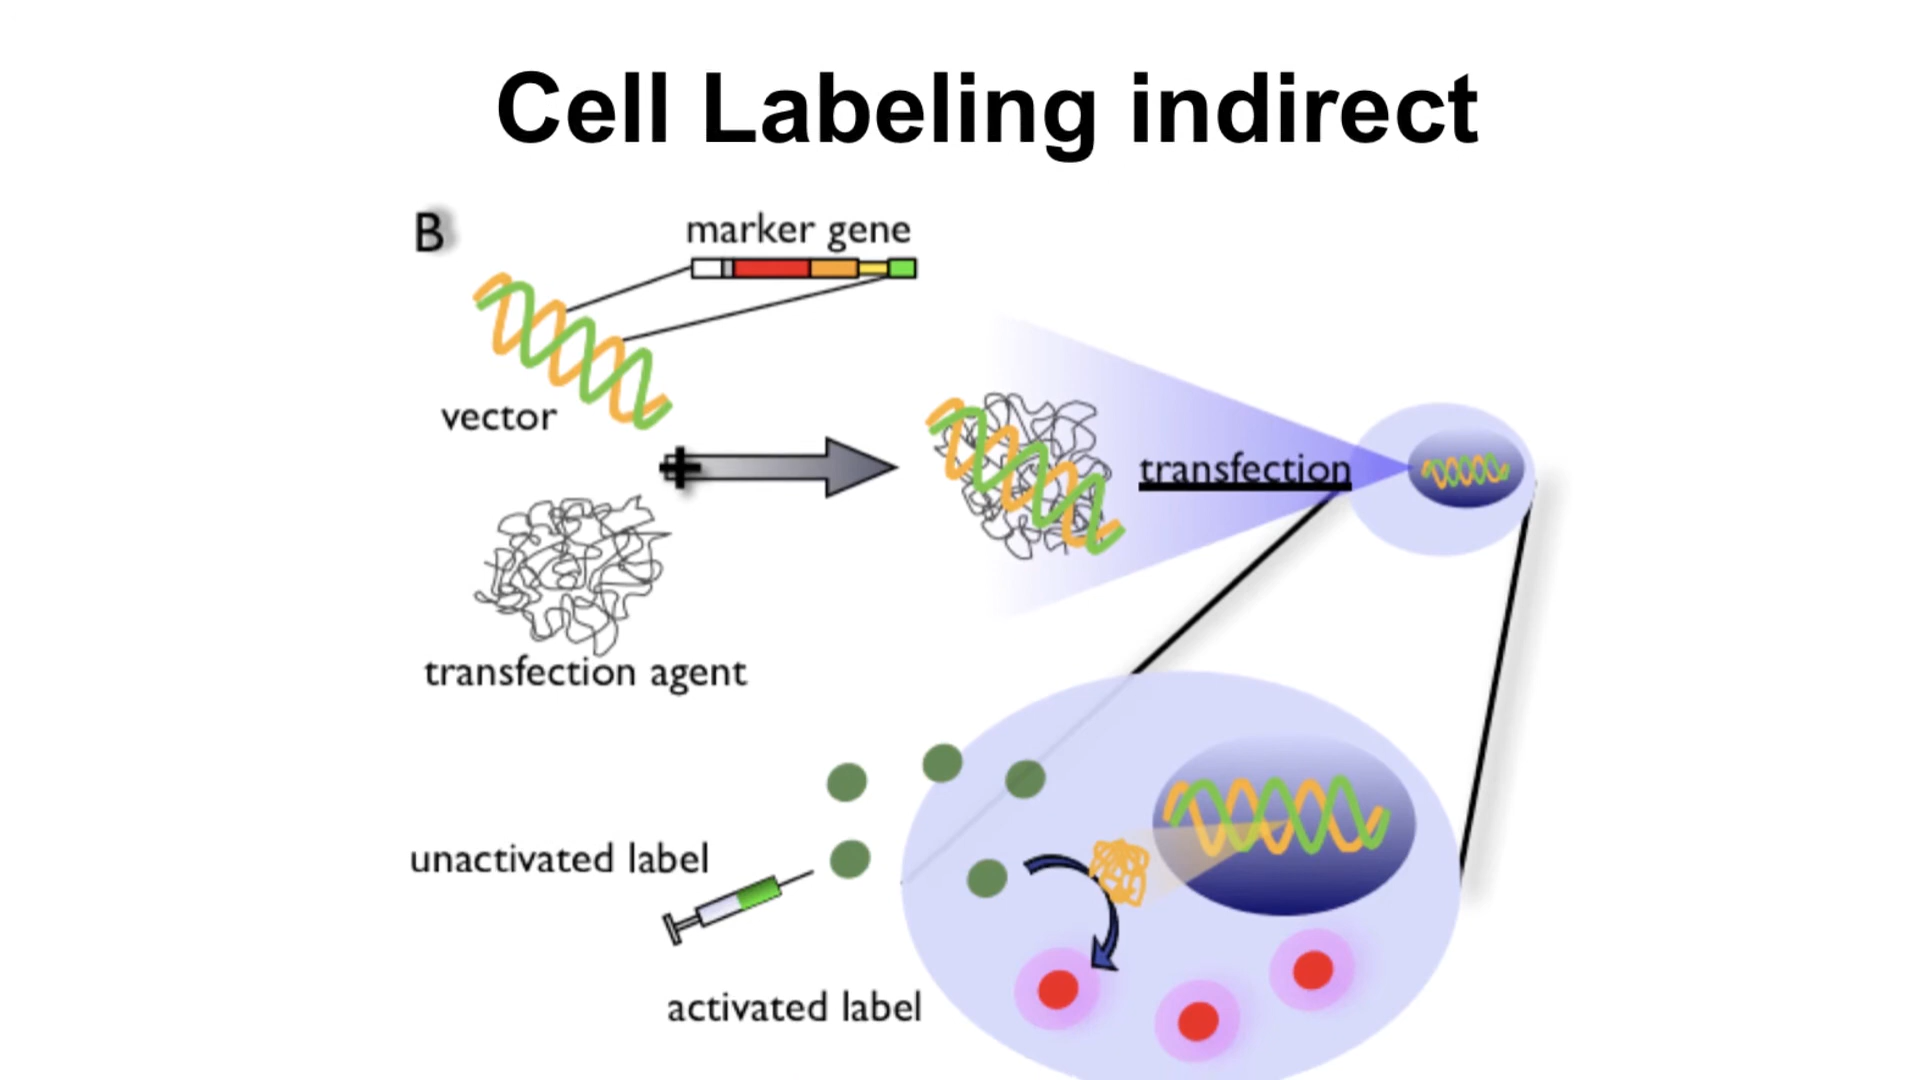 Cell Labeling indirect
B
marker gene
vector
transfection
transfection agent
unactivated label
activated label